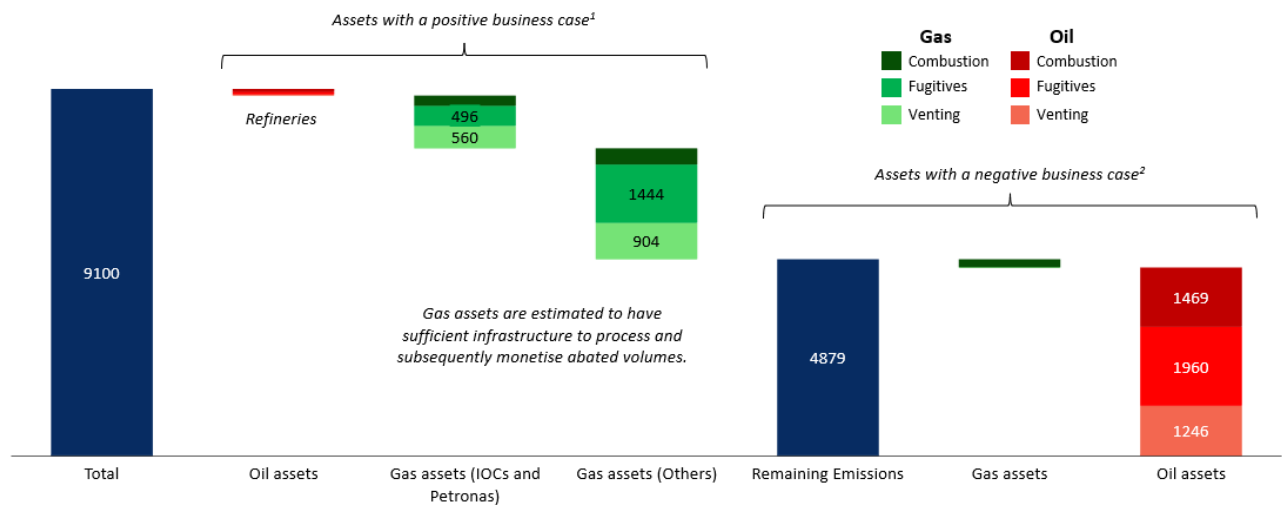 Assets with a positive business case¹
Gas
Oil
Combustion
Combustion
Fugitives
Fugitives
Venting
Venting
Refineries
496
560
1444
904
Assets with a negative business case²
9100
Gas assets are estimated to have
sufficient infrastructure to process and
subsequently monetise abated volumes.
4879
1469
1960
1246
Total
Oil assets
Gas assets (IOCs and
Petronas)
Gas assets (Others)
Remaining Emissions
Gas assets
Oil assets